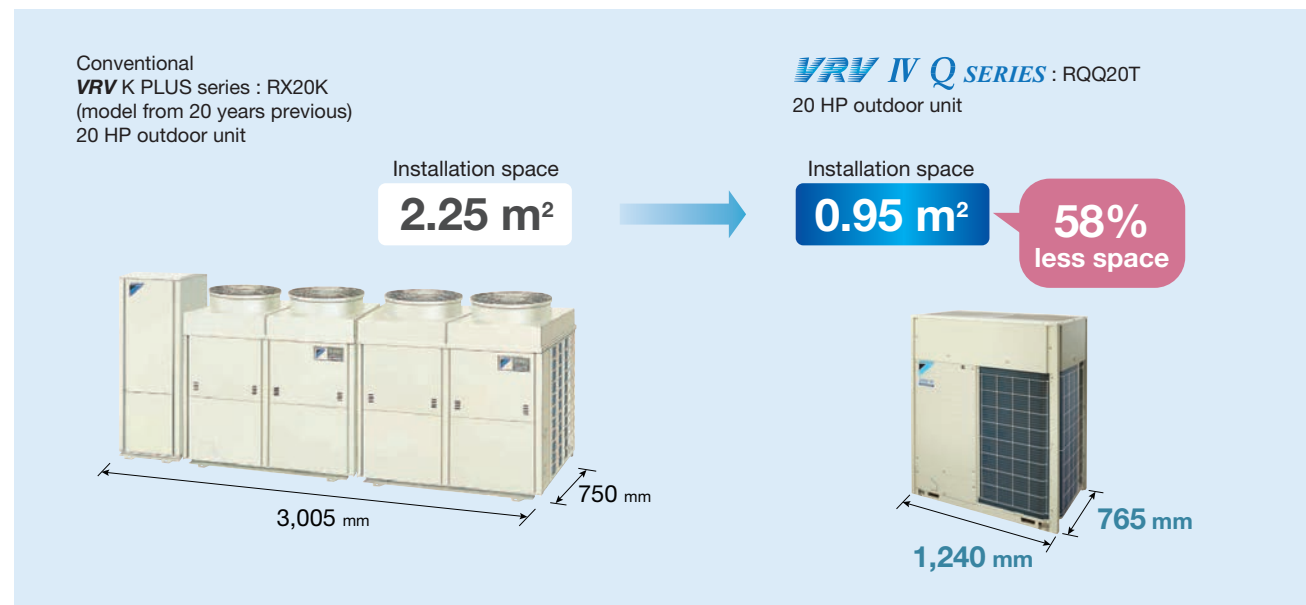 Conventional
VRV K PLUS series : RX20K
(model from 20 years previous)
20 HP outdoor unit
Installation space
2.25 m²
VRV IV Q SERIES : RQQ20T
20 HP outdoor unit
Installation space
0.95 m²
58%
less space
750 mm
3,005 mm
765 mm
1,240 mm